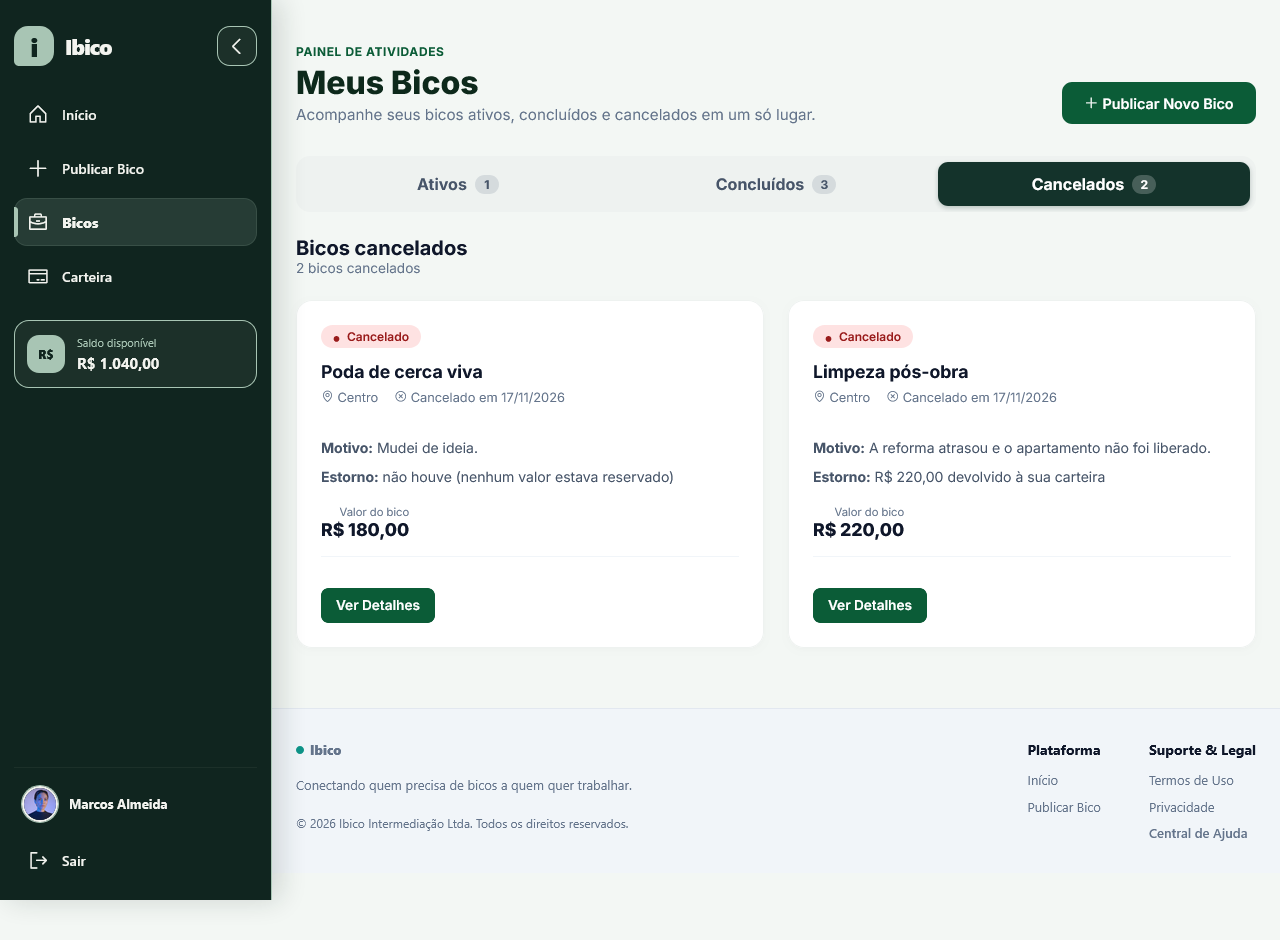 i
Ibico
Início
Publicar Bico
Bicos
Carteira
R$
Saldo disponível
R$ 1.040,00
Marcos Almeida
Sair
PAINEL DE ATIVIDADES
Meus Bicos
Acompanhe seus bicos ativos, concluídos e cancelados em um só lugar.
+ Publicar Novo Bico
Ativos 1
Concluídos 3
Cancelados 2
Bicos cancelados
2 bicos cancelados
Cancelado
Poda de cerca viva
Centro Cancelado em 17/11/2026
Motivo: Mudei de ideia.
Estorno: não houve (nenhum valor estava reservado)
Valor do bico
R$ 180,00
Ver Detalhes
Cancelado
Limpeza pós-obra
Centro Cancelado em 17/11/2026
Motivo: A reforma atrasou e o apartamento não foi liberado.
Estorno: R$ 220,00 devolvido à sua carteira
Valor do bico
R$ 220,00
Ver Detalhes
Ibico
Conectando quem precisa de bicos a quem quer trabalhar.
© 2026 Ibico Intermediação Ltda. Todos os direitos reservados.
Plataforma
Início
Publicar Bico
Suporte & Legal
Termos de Uso
Privacidade
Central de Ajuda